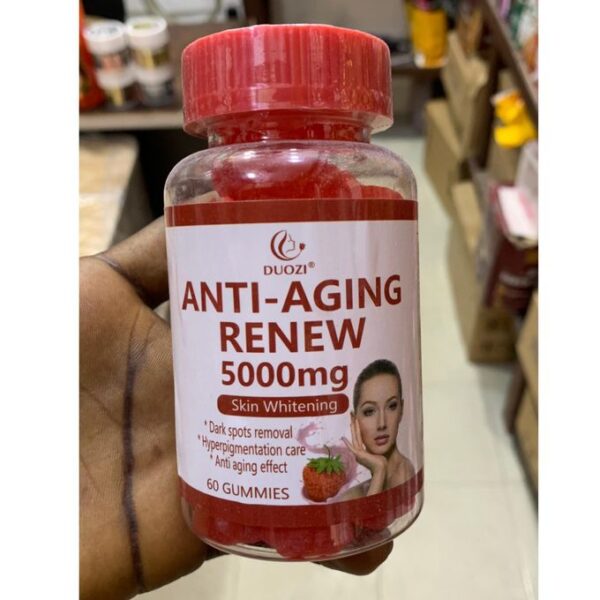 DUOZI®
ANTI-AGING
RENEW
5000mg
Skin Whitening
* Dark spots removal
* Hyperpigmentation care
* Anti aging effect
60 GUMMIES